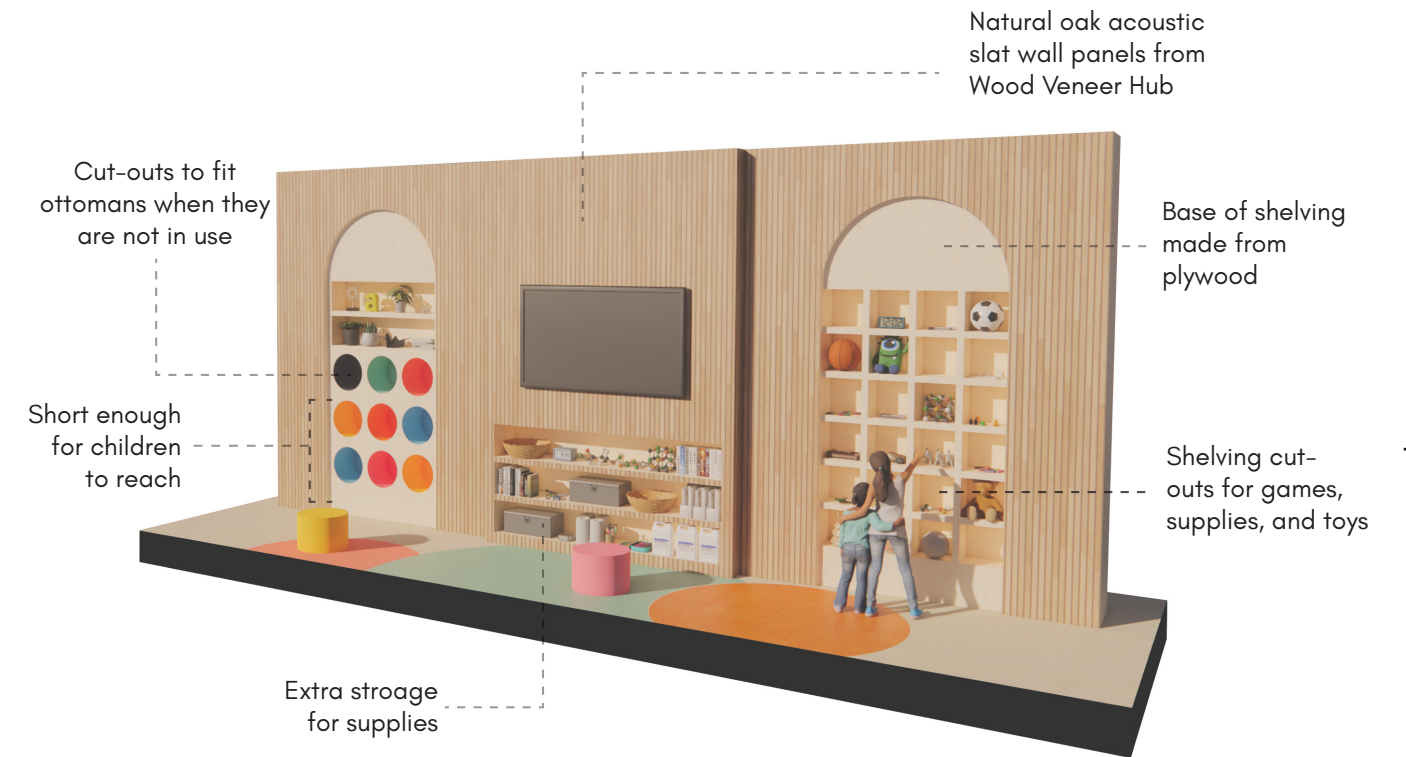 Natural oak acoustic
slat wall panels from
Wood Veneer Hub
Cut-outs to fit
ottomans when they
are not in use
Base of shelving
made from
plywood
Short enough
for children
to reach
Shelving cut-
outs for games,
supplies, and toys
Extra stroage
for supplies